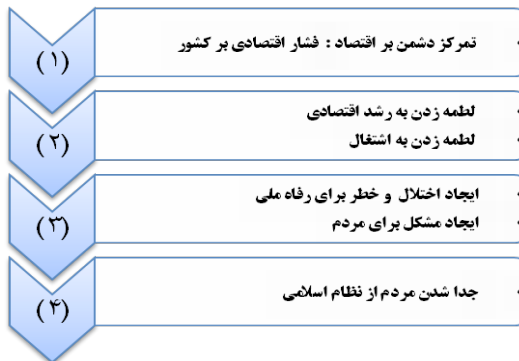 (۱)
تمرکز دشمن بر اقتصاد : فشار اقتصادی بر کشور
(۲)
لطمه زدن به رشد اقتصادی
لطمه زدن به اشتغال
(۳)
ایجاد اختلال و خطر برای رفاه ملی
ایجاد مشکل برای مردم
(۴)
جدا شدن مردم از نظام اسلامی